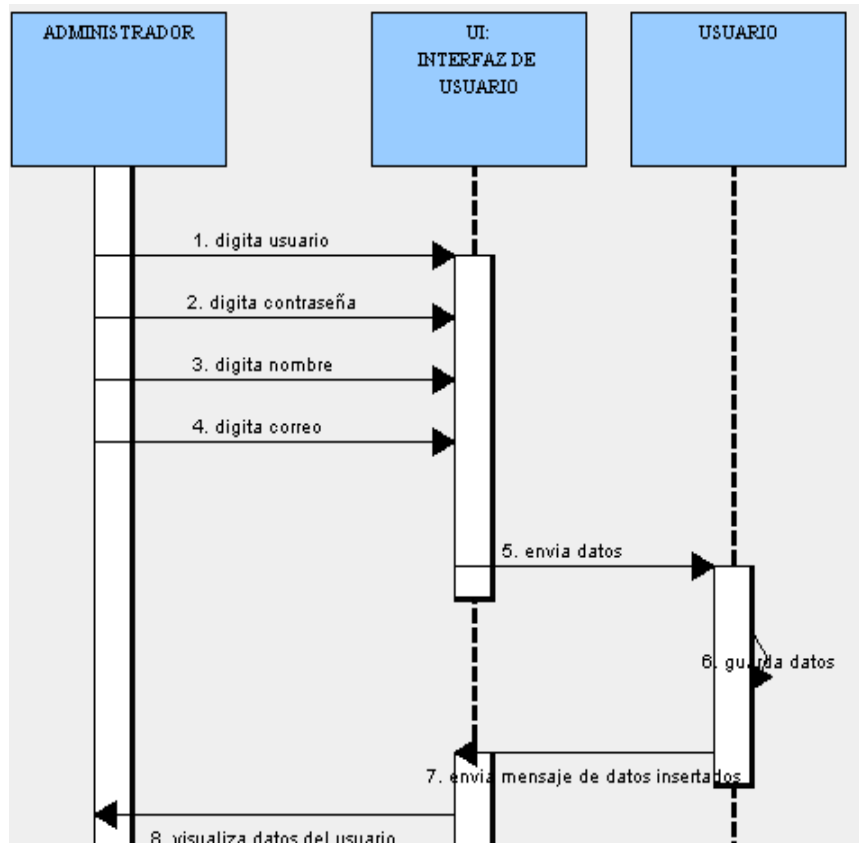 ADMINISTRADOR
UI:
INTERFAZ DE
USUARIO
USUARIO
1. digita usuario
2. digita contraseña
3. digita nombre
4. digita correo
5. envia datos
6. guarda datos
7. envia mensaje de datos insertados
8. visualiza datos del usuario